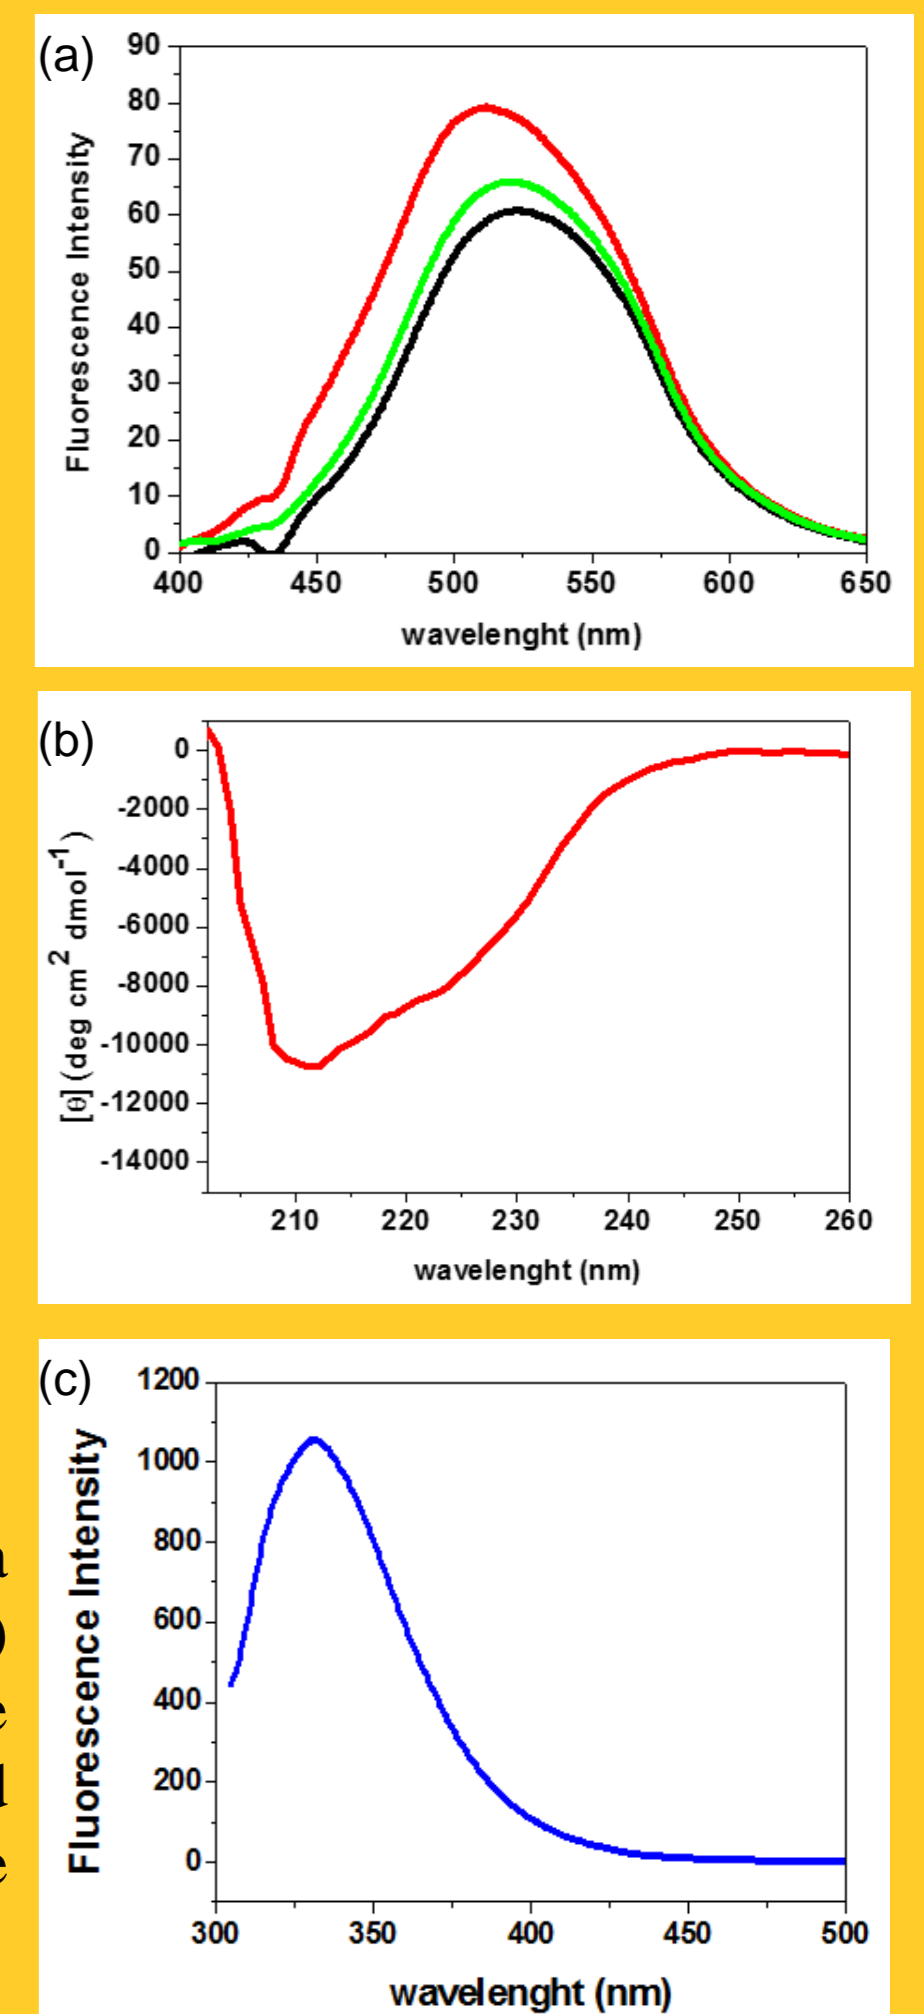 (a)
90
80
70
60
50
40
30
20
10
0
Fluorescence Intensity
400 450 500 550 600 650
wavelenght (nm)
(b)
0
-2000
-4000
-6000
-8000
-10000
-12000
-14000
[θ] (deg cm² dmol⁻¹)
210 220 230 240 250 260
wavelenght (nm)
(c)
1200
1000
800
600
400
200
0
Fluorescence Intensity
300 350 400 450 500
wavelenght (nm)